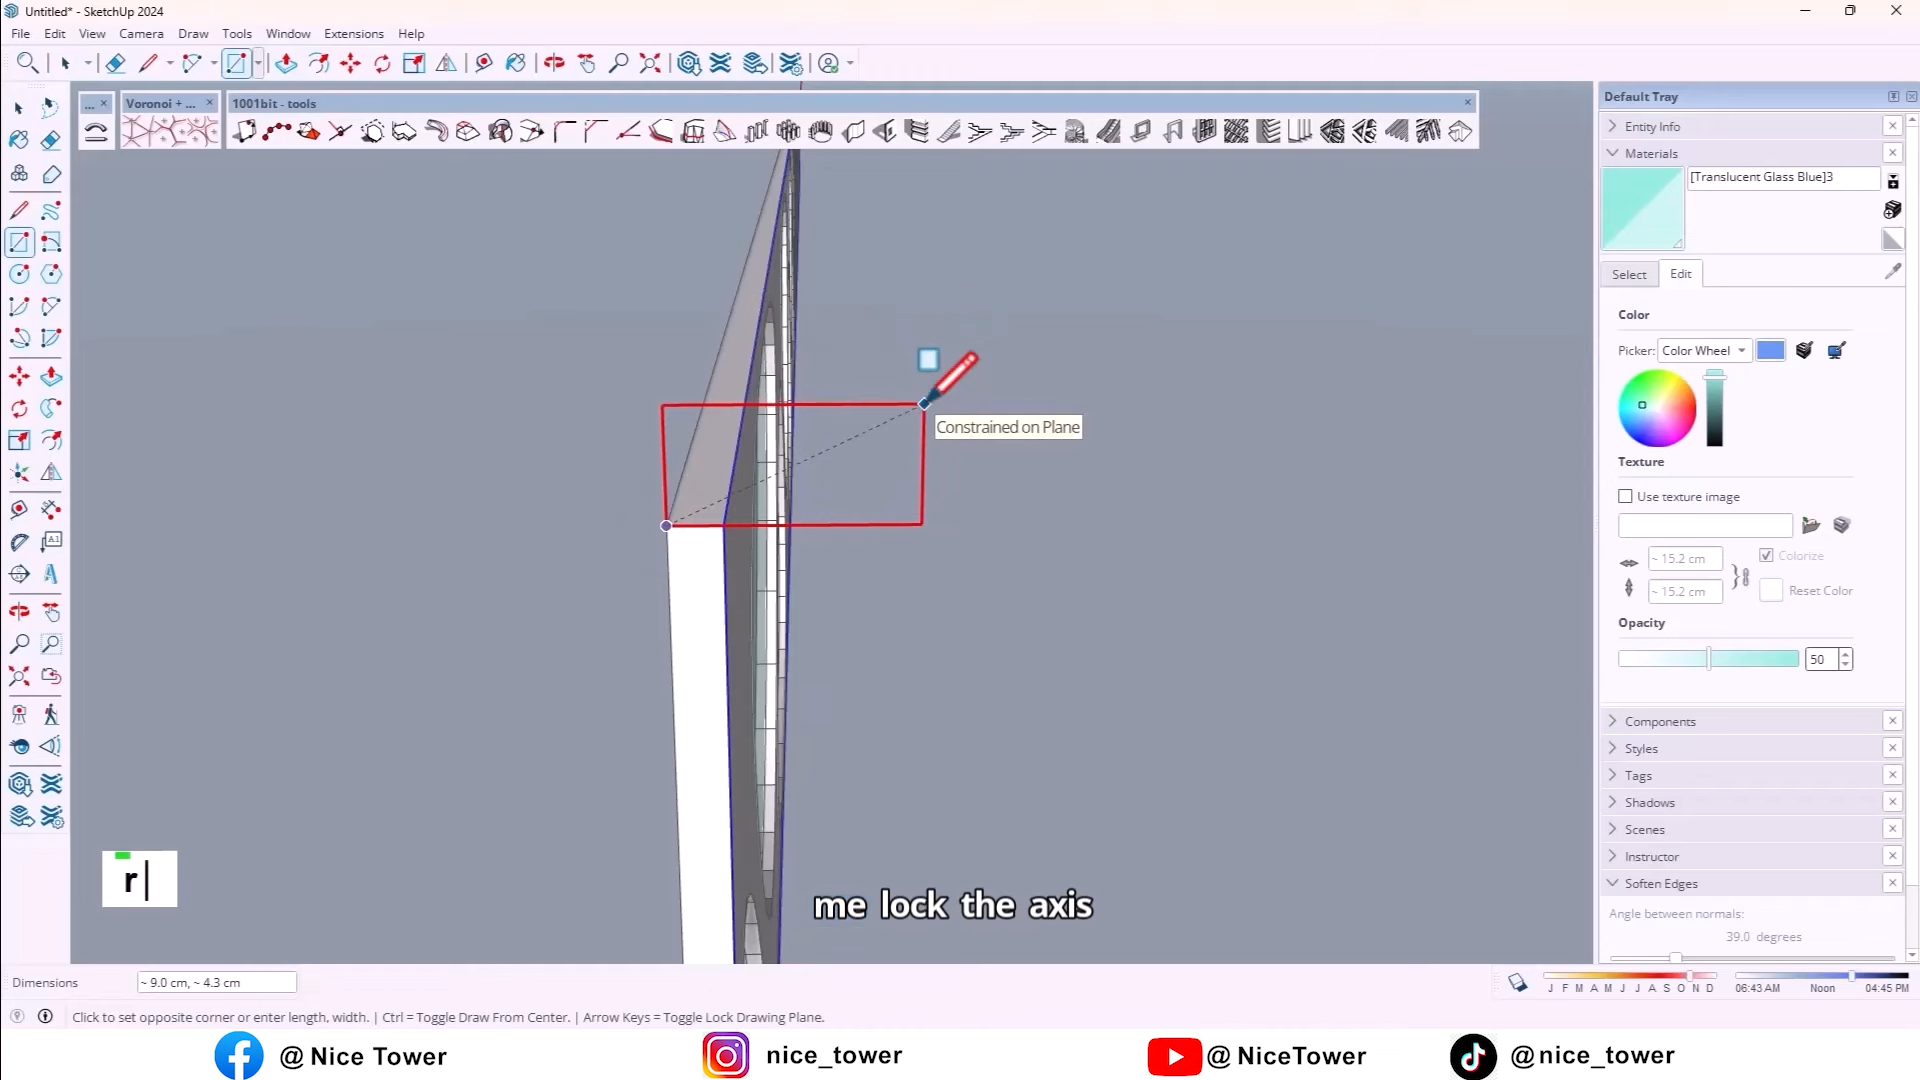 Untitled* - SketchUp 2024
File Edit View Camera Draw Tools Window Extensions Help
... Voronoi + ... 1001bit - tools
Default Tray
Entity Info
Materials
[Translucent Glass Blue]3
Select Edit
Color
Picker: Color Wheel
Texture
Use texture image
~ 15.2 cm Colorize
~ 15.2 cm Reset Color
Opacity
50
Components
Styles
Tags
Shadows
Scenes
Instructor
Soften Edges
Angle between normals:
39.0 degrees
A1
Constrained on Plane
r
me lock the axis
Dimensions ~ 9.0 cm, ~ 4.3 cm
J F M A M J J A S O N D 06:43 AM Noon 04:45 PM
Click to set opposite corner or enter length, width. | Ctrl = Toggle Draw From Center. | Arrow Keys = Toggle Lock Drawing Plane.
@ Nice Tower nice_tower @ NiceTower @nice_tower